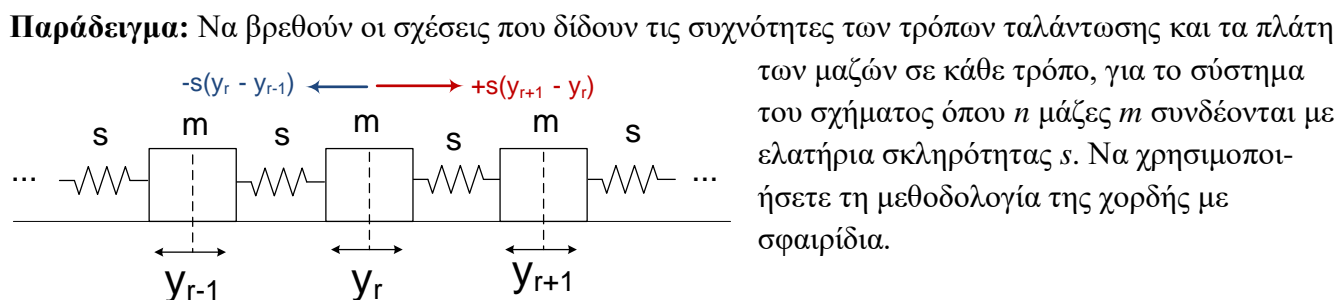 Παράδειγμα: Να βρεθούν οι σχέσεις που δίδουν τις συχνότητες των τρόπων ταλάντωσης και τα πλάτη
των μαζών σε κάθε τρόπο, για το σύστημα
του σχήματος όπου n μάζες m συνδέονται με
ελατήρια σκληρότητας s. Να χρησιμοποι-
ήσετε τη μεθοδολογία της χορδής με
σφαιρίδια.
-s(yr - yr-1) +s(yr+1 - yr)
s m s m s m s
... ...
yr-1 yr yr+1